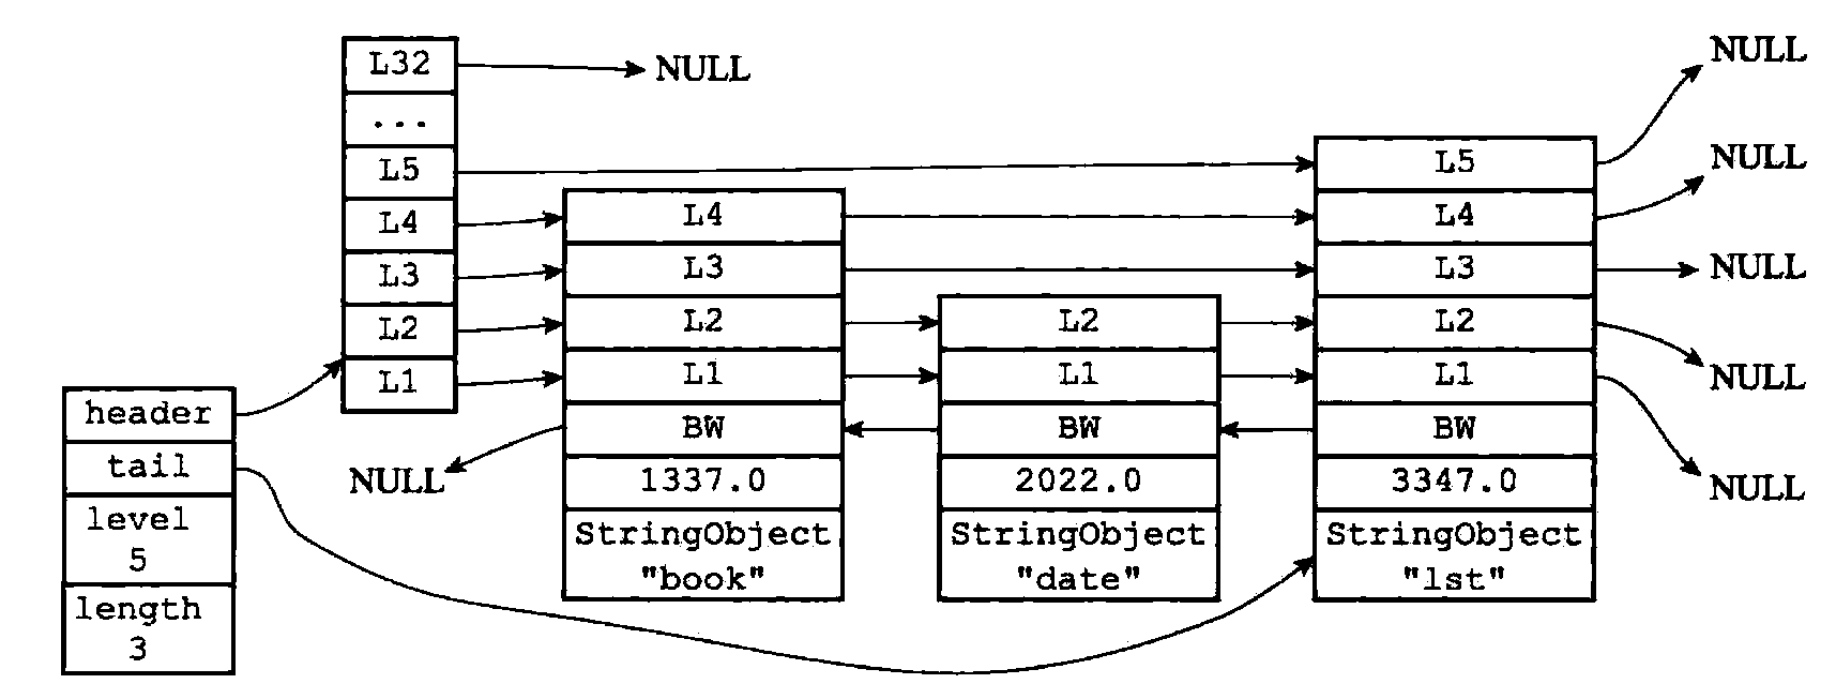 L32
NULL
...
L5
L4
L3
L2
L1
header
tail
level
5
length
3
NULL
L4
L3
L2
L1
BW
1337.0
StringObject
"book"
L2
L1
BW
2022.0
StringObject
"date"
L5
L4
L3
L2
L1
BW
3347.0
StringObject
"lst"
NULL
NULL
NULL
NULL
NULL